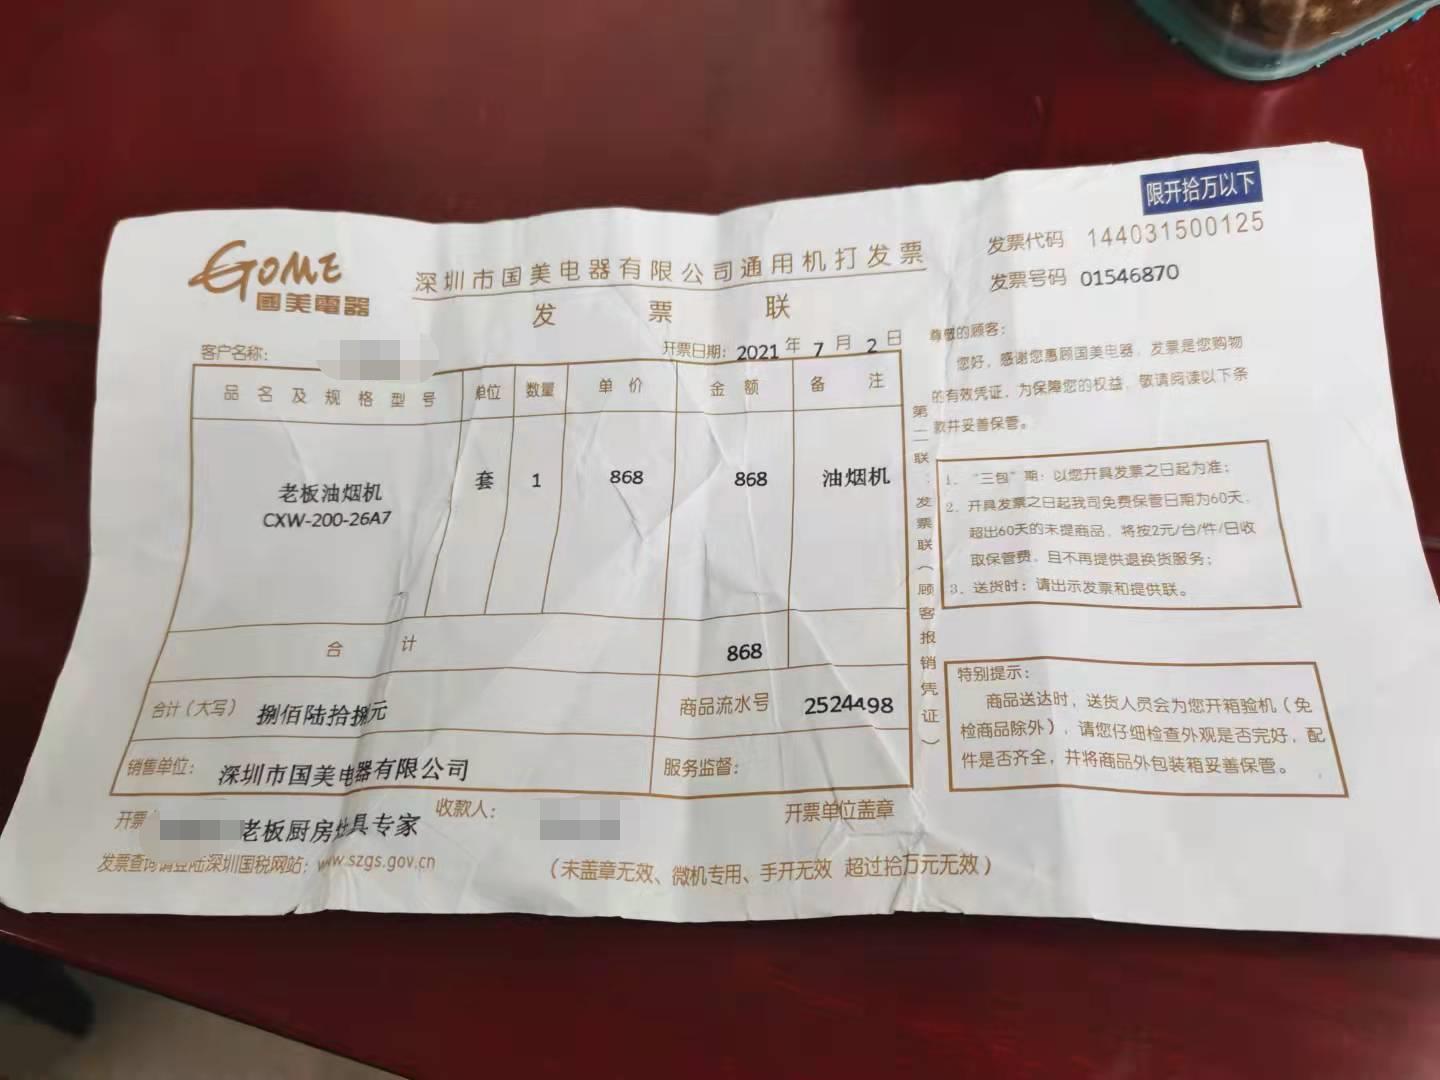 限开拾万以下
GOME
國美電器
深圳市国美电器有限公司通用机打发票
发票联
发票代码 144031500125
发票号码 01546870
客户名称：
开票日期：2021 年 7 月 2 日
品名及规格型号 单位 数量 单价 金额 备注
老板油烟机 套 1 868 868 油烟机
CXW-200-26A7
合计 868
合计（大写） 捌佰陆拾捌元 商品流水号 2524498
销售单位： 深圳市国美电器有限公司 服务监督：
开票 老板厨房灶具专家 收款人： 开票单位盖章
发票查询请登陆深圳国税网站：www.szgs.gov.cn （未盖章无效、微机专用、手开无效 超过拾万元无效）
第二联：发票联（顾客报销凭证）
尊敬的顾客：
您好，感谢您惠顾国美电器，发票是您购物
的有效凭证，为保障您的权益，敬请阅读以下条
款并妥善保管。
1、“三包”期：以您开具发票之日起为准；
2、开具发票之日起我司免费保管日期为60天，
超出60天的未提商品，将按2元/台/件/日收
取保管费，且不再提供退换货服务；
3、送货时：请出示发票和提供联。
特别提示：
商品送达时，送货人员会为您开箱验机（免
检商品除外），请您仔细检查外观是否完好，配
件是否齐全，并将商品外包装箱妥善保管。